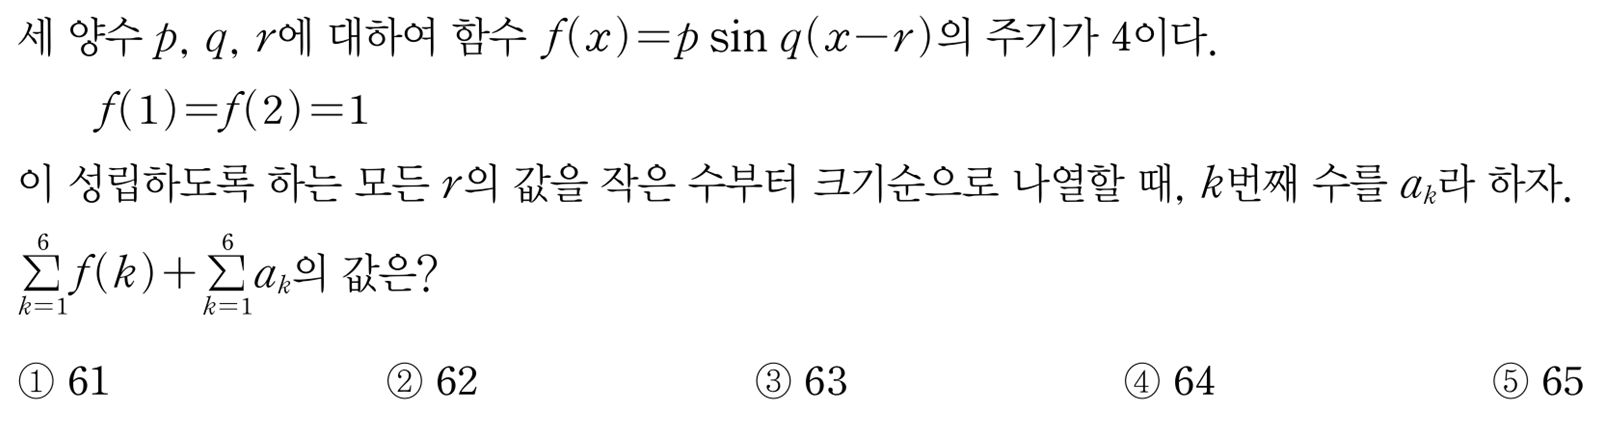 세 양수 p, q, r에 대하여 함수 f(x)=p sin q(x−r)의 주기가 4이다.
f(1)=f(2)=1
이 성립하도록 하는 모든 r의 값을 작은 수부터 크기순으로 나열할 때, k번째 수를 aₖ라 하자.
∑_{k=1}^{6} f(k)+∑_{k=1}^{6} aₖ의 값은?
① 61 ② 62 ③ 63 ④ 64 ⑤ 65